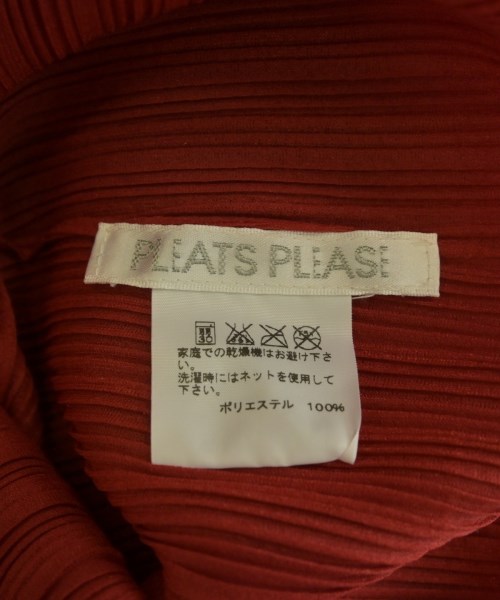 PLEATS PLEASE
家庭での乾燥機はお避け下さ
い。
洗濯時にはネットを使用して
下さい。
ポリエステル 100%